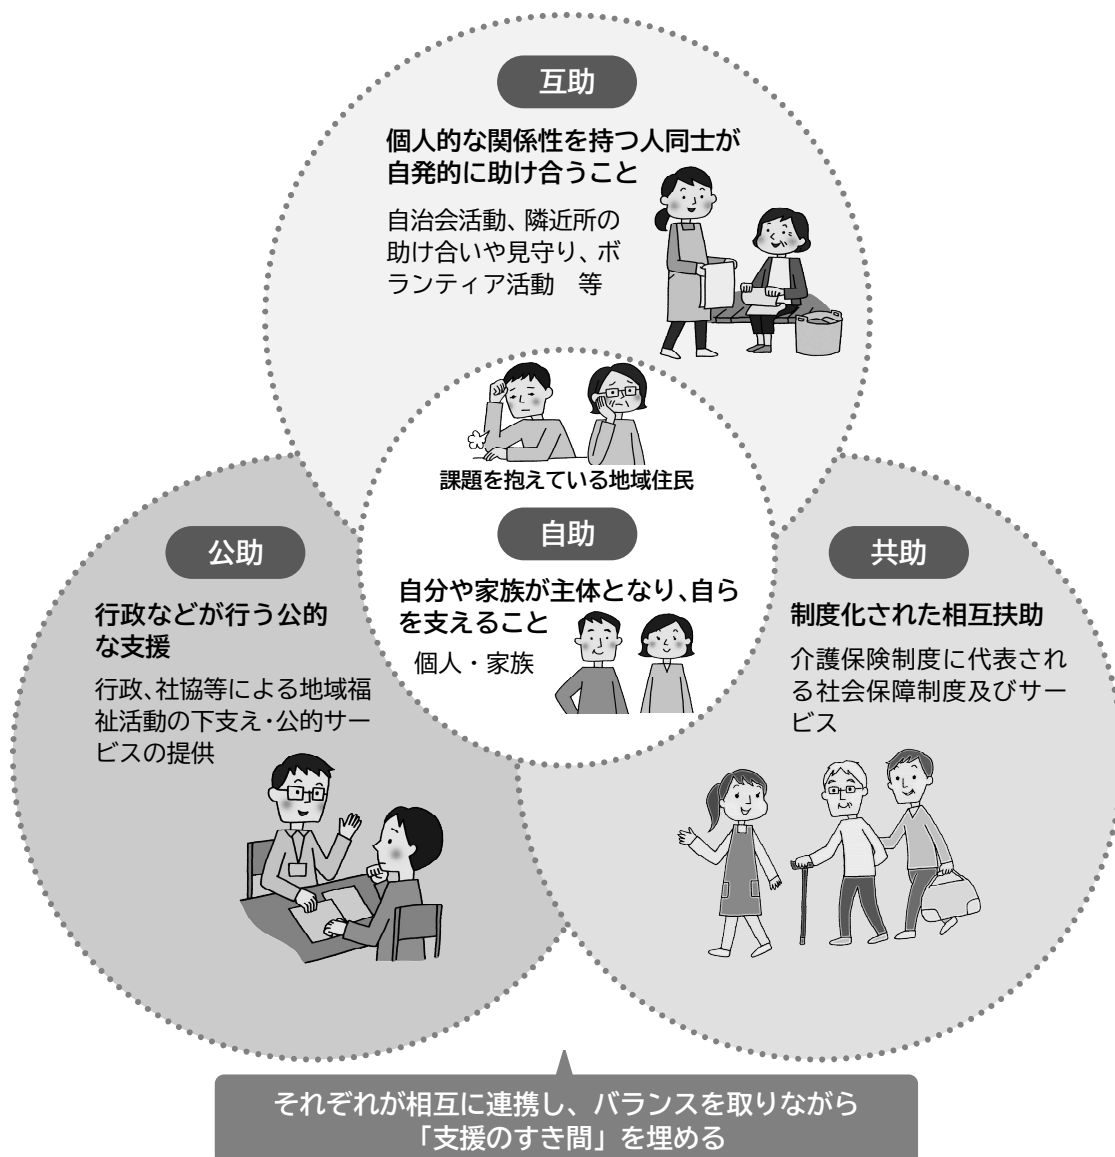 互助
個人的な関係性を持つ人同士が
自発的に助け合うこと
自治会活動、隣近所の
助け合いや見守り、ボ
ランティア活動　等
課題を抱えている地域住民
自助
自分や家族が主体となり、自ら
を支えること
個人・家族
公助
行政などが行う公的
な支援
行政、社協等による地域福
祉活動の下支え・公的サー
ビスの提供
共助
制度化された相互扶助
介護保険制度に代表され
る社会保障制度及びサー
ビス
それぞれが相互に連携し、バランスを取りながら
「支援のすき間」を埋める